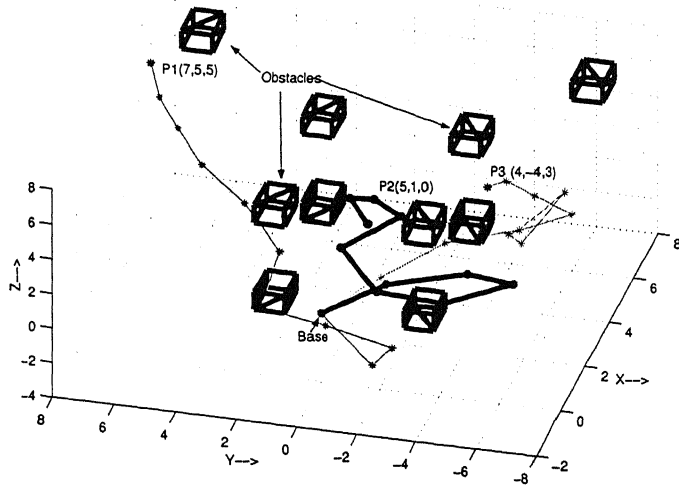 P1(7,5,5)
Obstacles
P2(5,1,0)
P3 (4,-4,3)
8
6
4
2
0
-2
-4
Z-->
Base
8
6
4
2
0
-2
-4
-6
-8
Y-->
-2
0
2
4
6
8
X-->